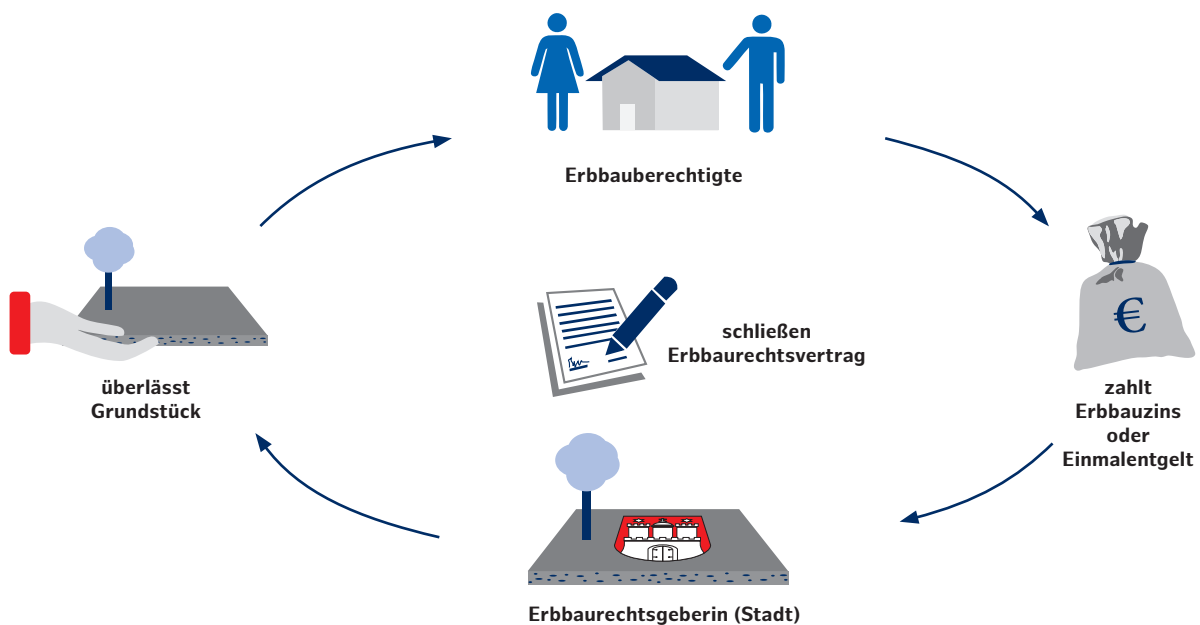 Erbbauberechtigte
überlässt
Grundstück
schließen
Erbbaurechtsvertrag
€
zahlt
Erbbauzins
oder
Einmalentgelt
Erbbaurechtsgeberin (Stadt)